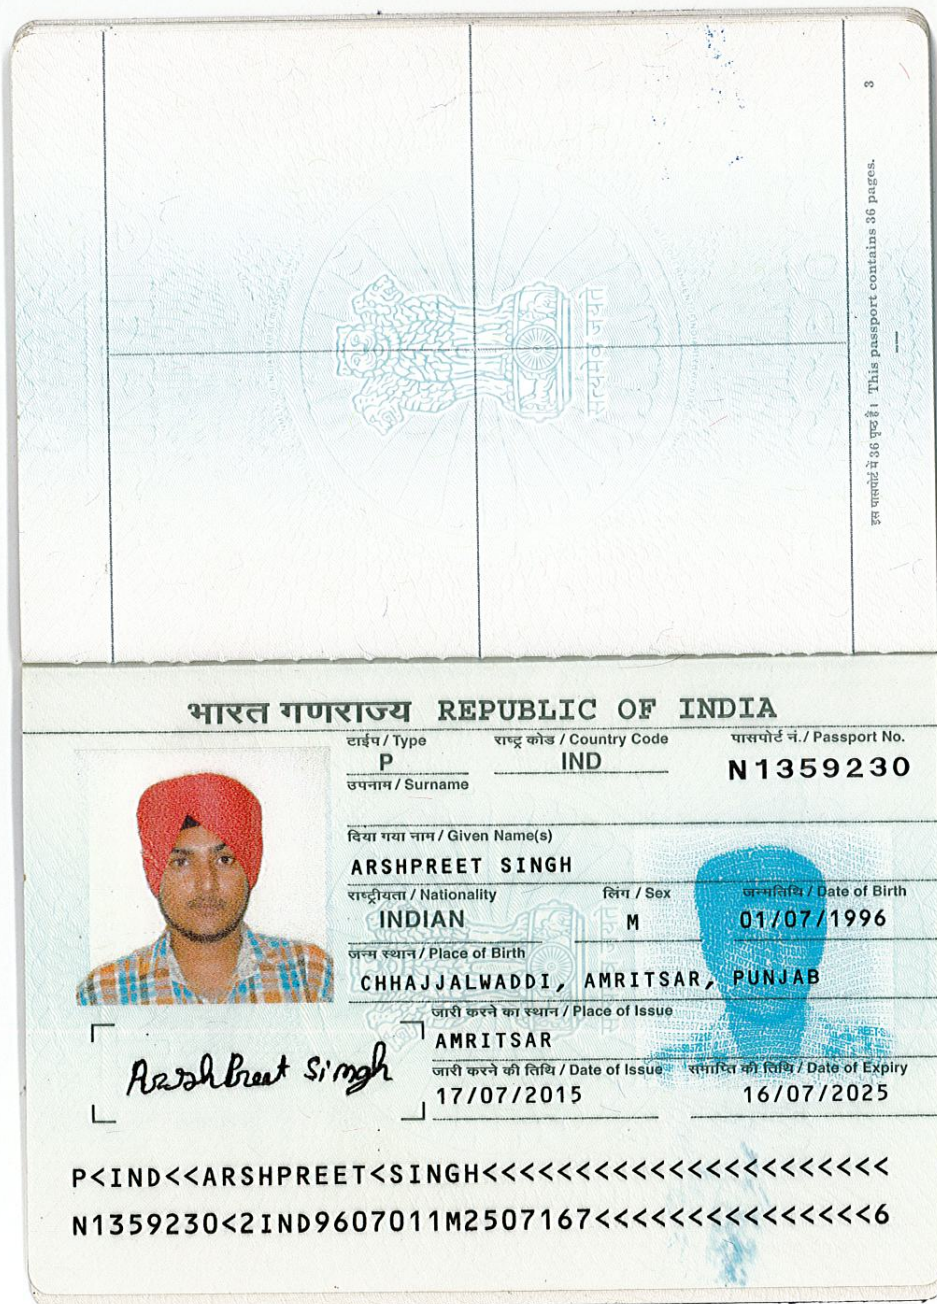 3
इस पासपोर्ट में 36 पृष्ठ हैं। This passport contains 36 pages.
सत्यमेव जयते
भारत गणराज्य REPUBLIC OF INDIA
टाईप / Type राष्ट्र कोड / Country Code पासपोर्ट नं./ Passport No.
P IND N1359230
उपनाम / Surname
दिया गया नाम / Given Name(s)
ARSHPREET SINGH
राष्ट्रीयता / Nationality लिंग / Sex जन्मतिथि / Date of Birth
INDIAN M 01/07/1996
जन्म स्थान / Place of Birth
CHHAJJALWADDI, AMRITSAR, PUNJAB
जारी करने का स्थान / Place of Issue
AMRITSAR
जारी करने की तिथि / Date of Issue समाप्ति की तिथि / Date of Expiry
17/07/2015 16/07/2025
ArshPreet Singh
P<IND<<ARSHPREET<SINGH<<<<<<<<<<<<<<<<<<<<<<
N1359230<2IND9607011M2507167<<<<<<<<<<<<<<<6